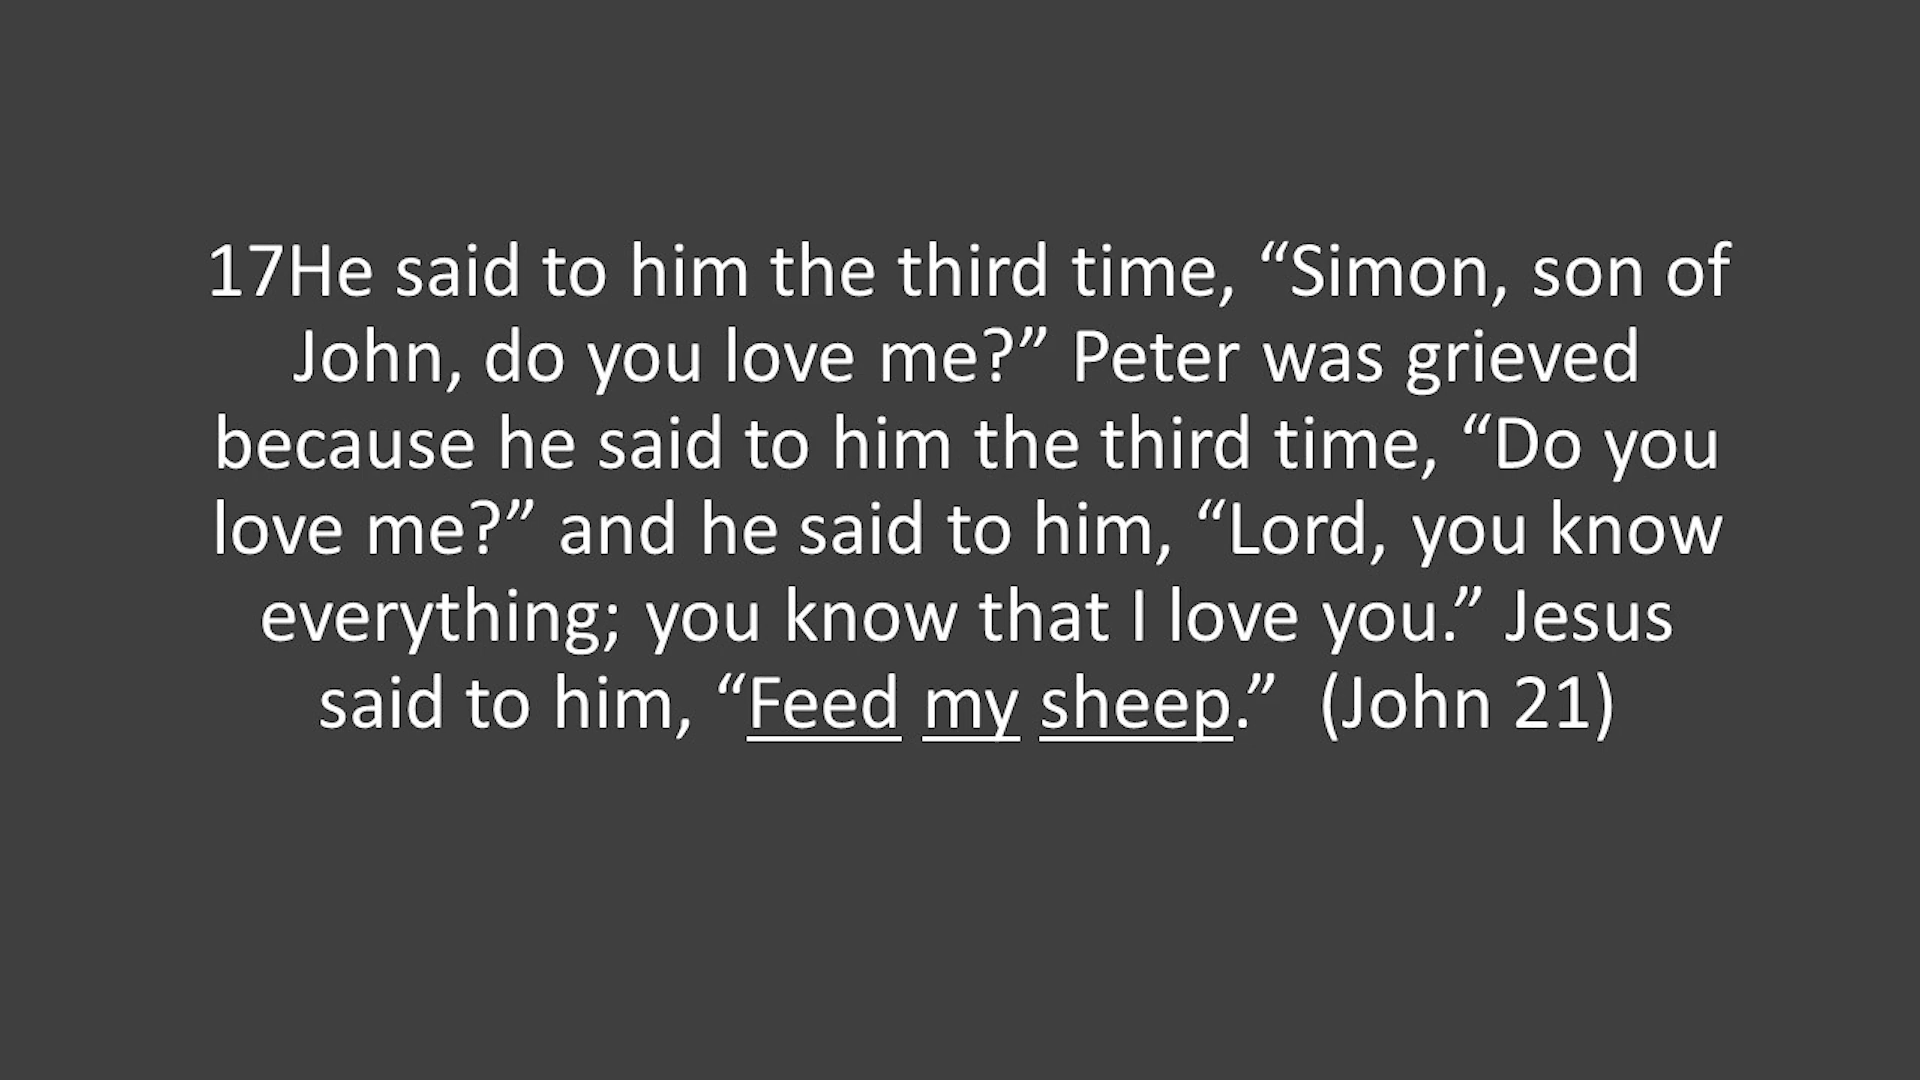 17He said to him the third time, “Simon, son of
John, do you love me?” Peter was grieved
because he said to him the third time, “Do you
love me?” and he said to him, “Lord, you know
everything; you know that I love you.” Jesus
said to him, “Feed my sheep.”  (John 21)